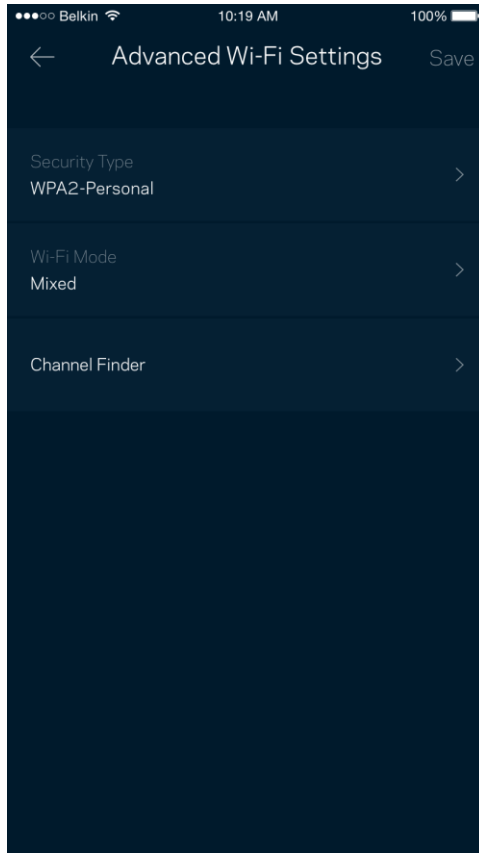 Belkin 10:19 AM 100%
Advanced Wi-Fi Settings Save
Security Type
WPA2-Personal
Wi-Fi Mode
Mixed
Channel Finder